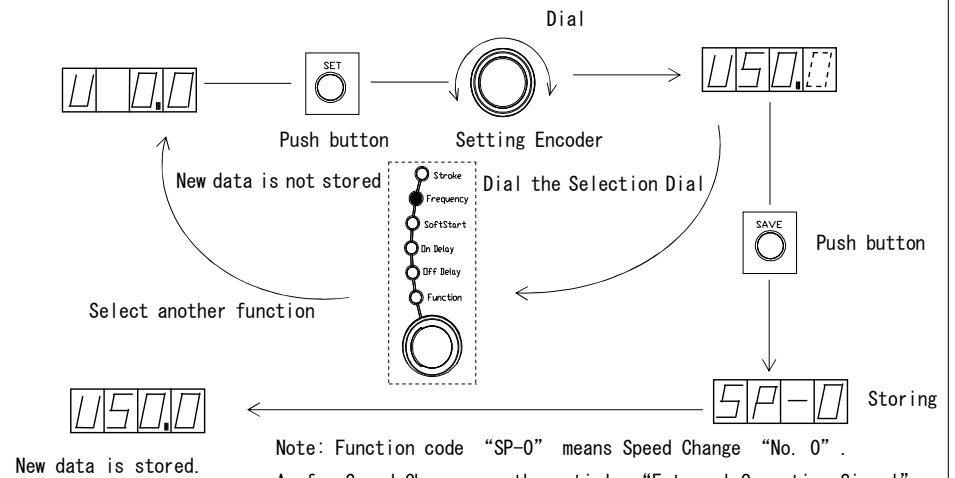 Dial
SET
U 0.0
U50.0
Push button
Setting Encoder
New data is not stored
Stroke
Dial the Selection Dial
Frequency
SoftStart
On Delay
Off Delay
Function
SAVE
Push button
Select another function
U50.0
SP-0
Storing
New data is stored.
Note: Function code “SP-0” means Speed Change “No. 0”.